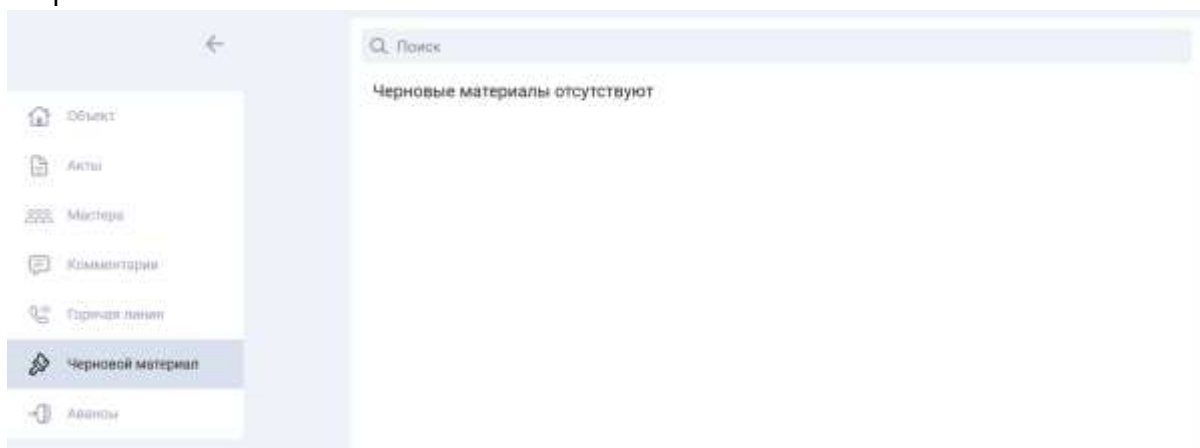 Поиск
Черновые материалы отсутствуют
Объект
Акты
Мастера
Комментарии
Горячая линия
Черновой материал
Авансы